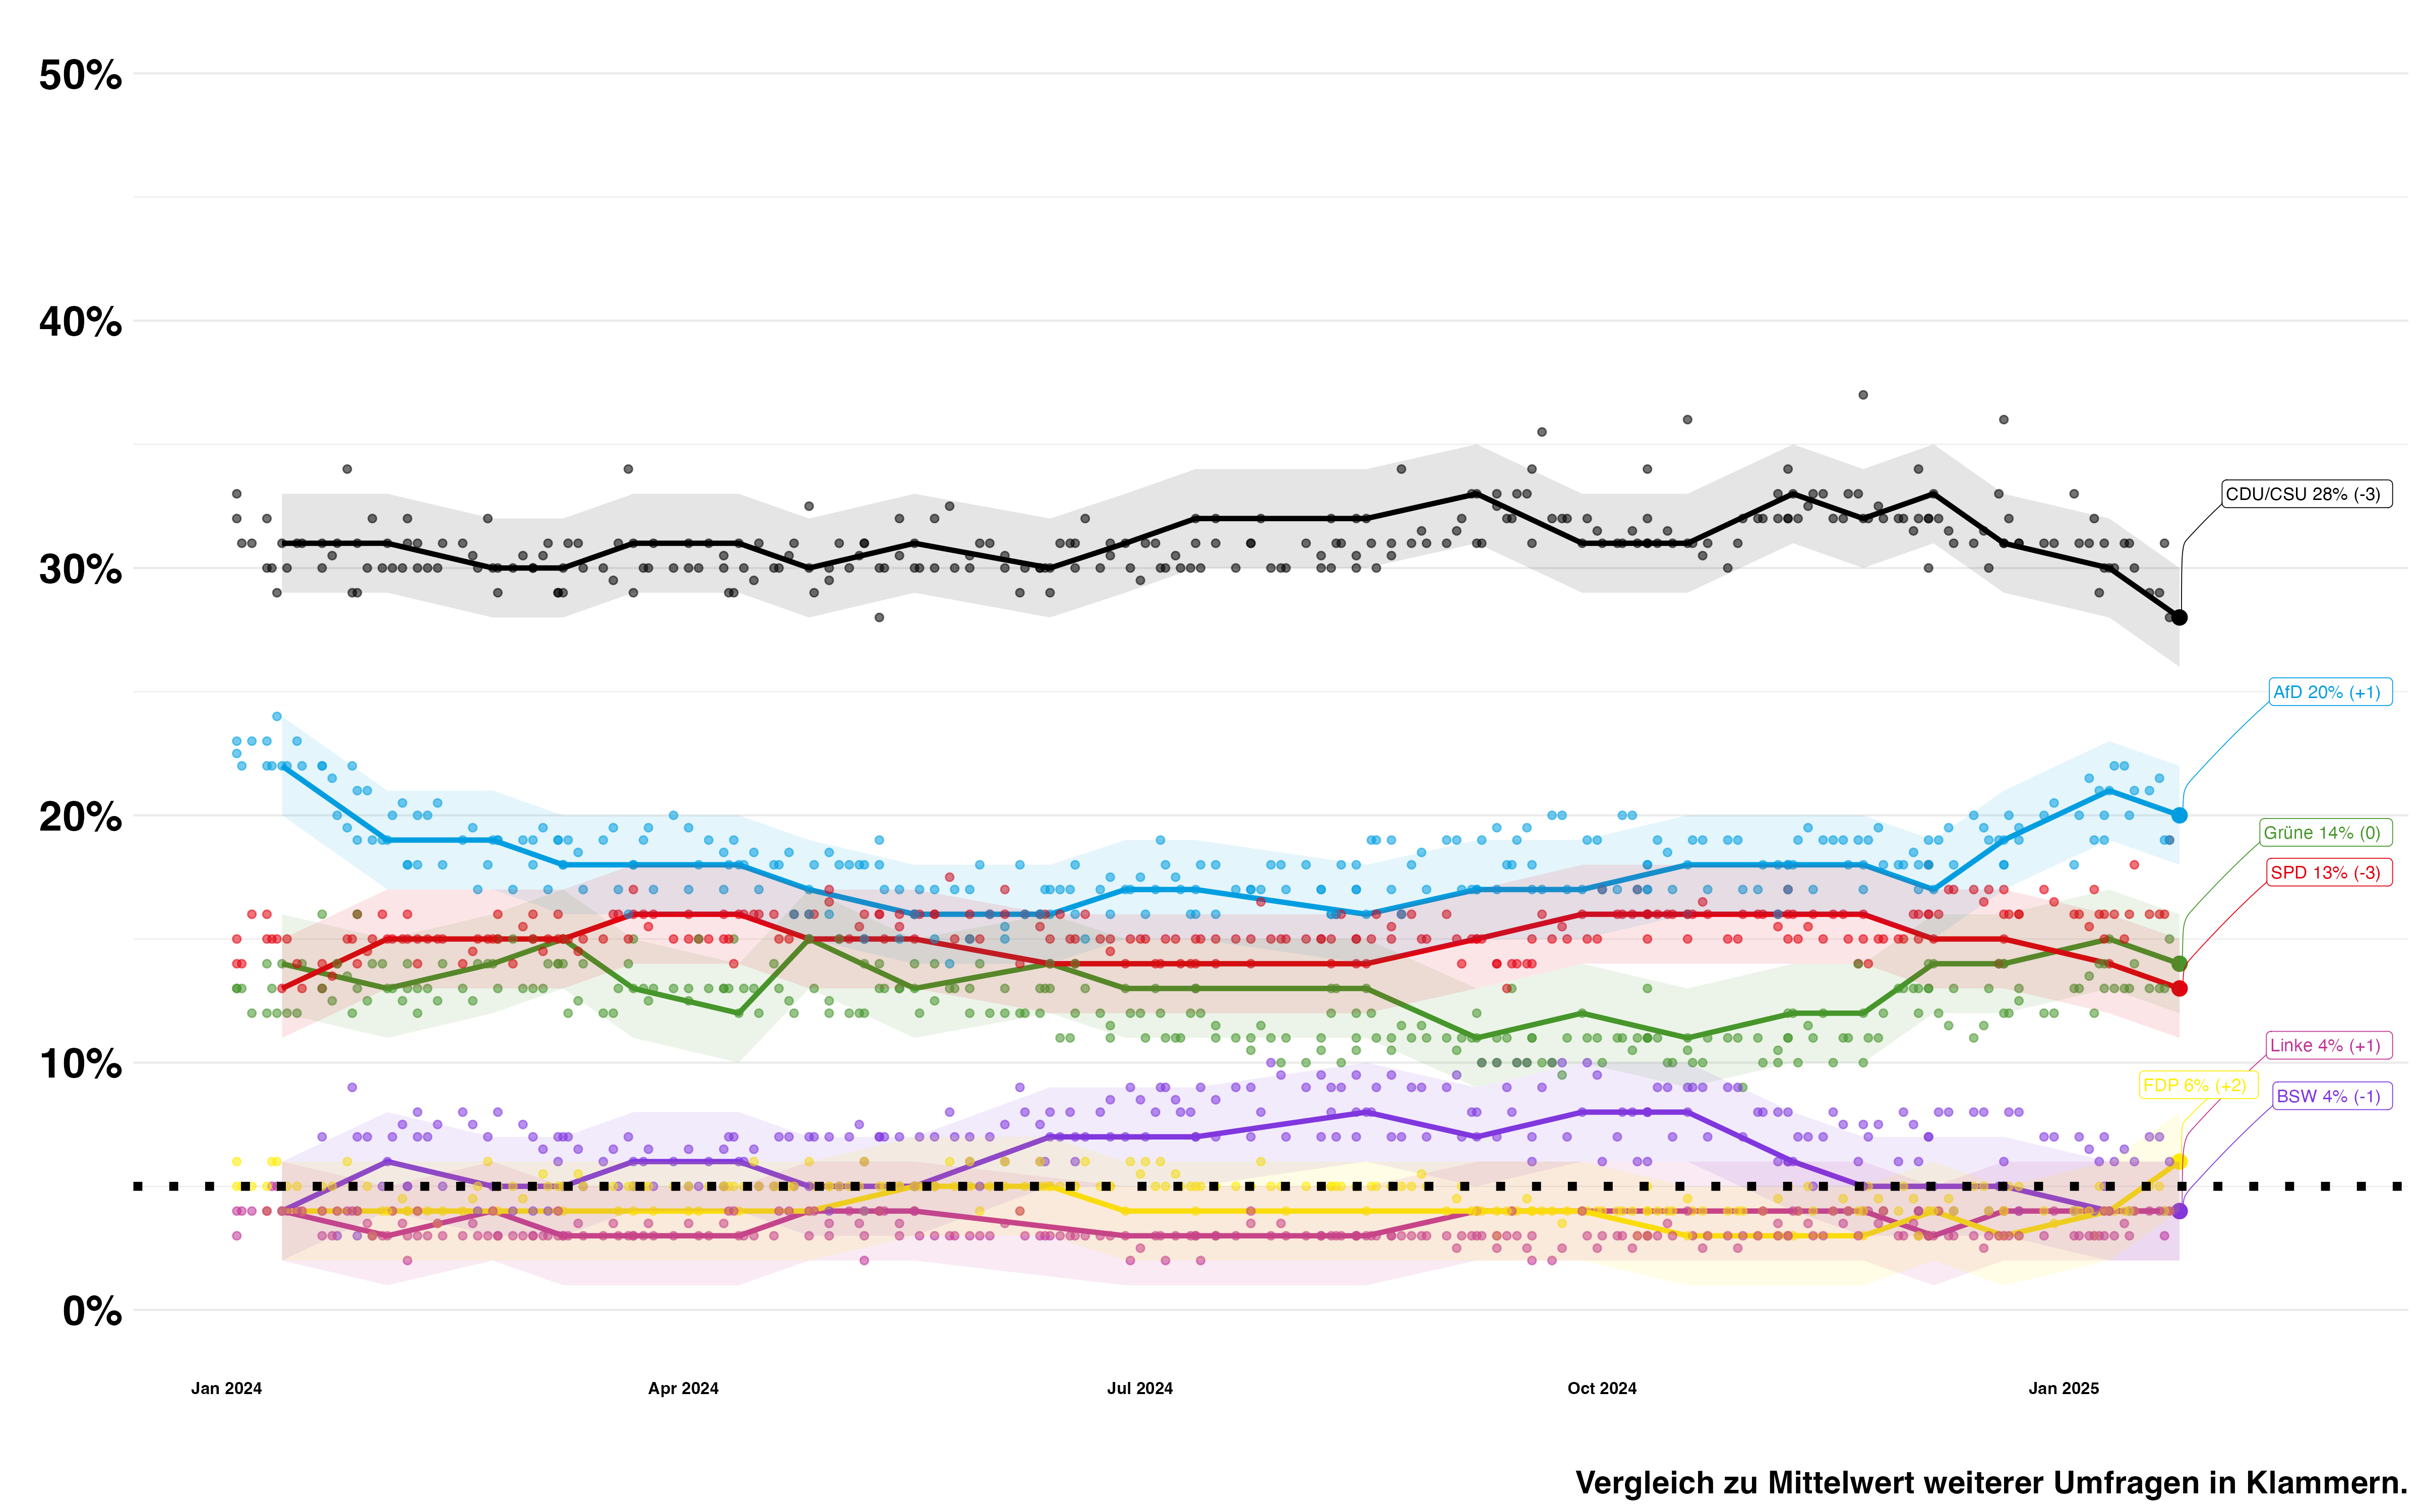 50%
40%
30%
20%
10%
0%
CDU/CSU 28% (-3)
AfD 20% (+1)
Grüne 14% (0)
SPD 13% (-3)
Linke 4% (+1)
FDP 6% (+2)
BSW 4% (-1)
Jan 2024
Apr 2024
Jul 2024
Oct 2024
Jan 2025
Vergleich zu Mittelwert weiterer Umfragen in Klammern.